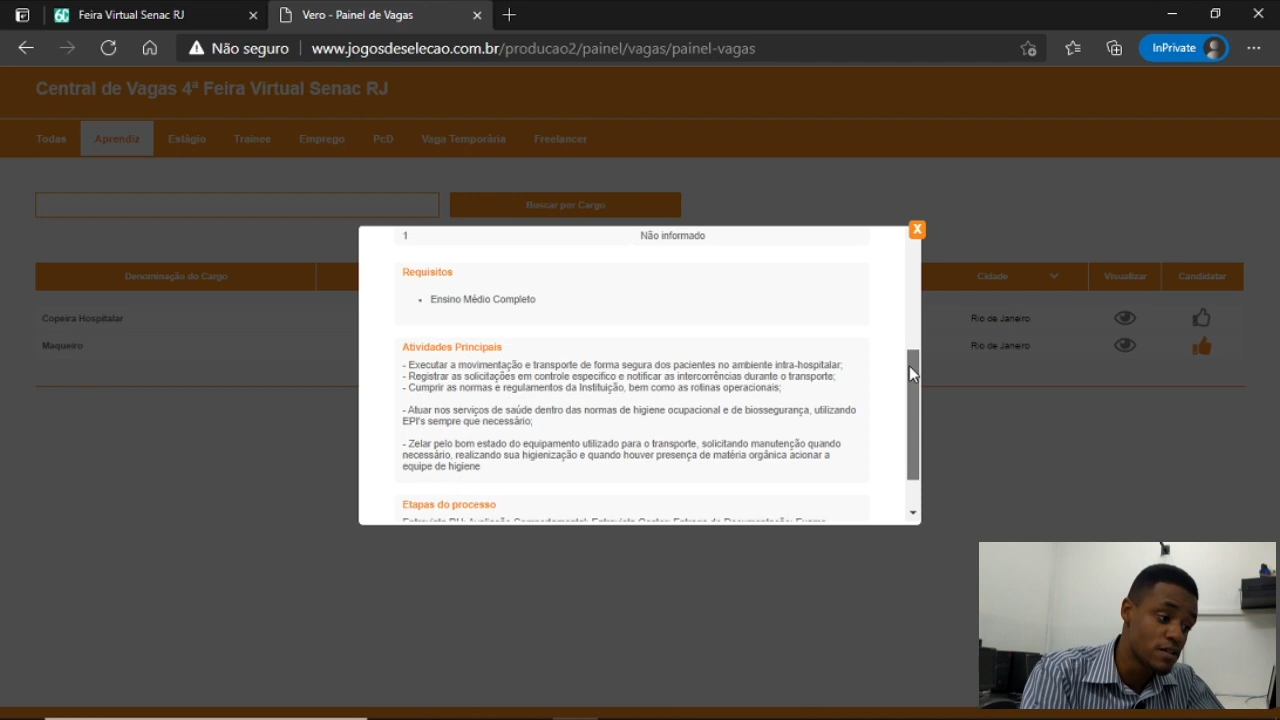 Feira Virtual Senac RJ
Vero - Painel de Vagas
Não seguro
www.jogosdeselecao.com.br/producao2/painel/vagas/painel-vagas
InPrivate
Central de Vagas 4ª Feira Virtual Senac RJ
Todas Aprendiz Estágio Trainee Emprego PcD Vaga Temporária Freelancer
Buscar por Cargo
X
Denominação do Cargo Cidade Visualizar Candidatar
Copeira Hospitalar Rio de Janeiro
Maqueiro Rio de Janeiro
1 Não informado
Requisitos
• Ensino Médio Completo
Atividades Principais
- Executar a movimentação e transporte de forma segura dos pacientes no ambiente intra-hospitalar;
- Registrar as solicitações em controle especifico e notificar as intercorrências durante o transporte;
- Cumprir as normas e regulamentos da Instituição, bem como as rotinas operacionais;
- Atuar nos serviços de saúde dentro das normas de higiene ocupacional e de biossegurança, utilizando
EPI's sempre que necessário;
- Zelar pelo bom estado do equipamento utilizado para o transporte, solicitando manutenção quando
necessário, realizando sua higienização e quando houver presença de matéria orgânica acionar a
equipe de higiene
Etapas do processo